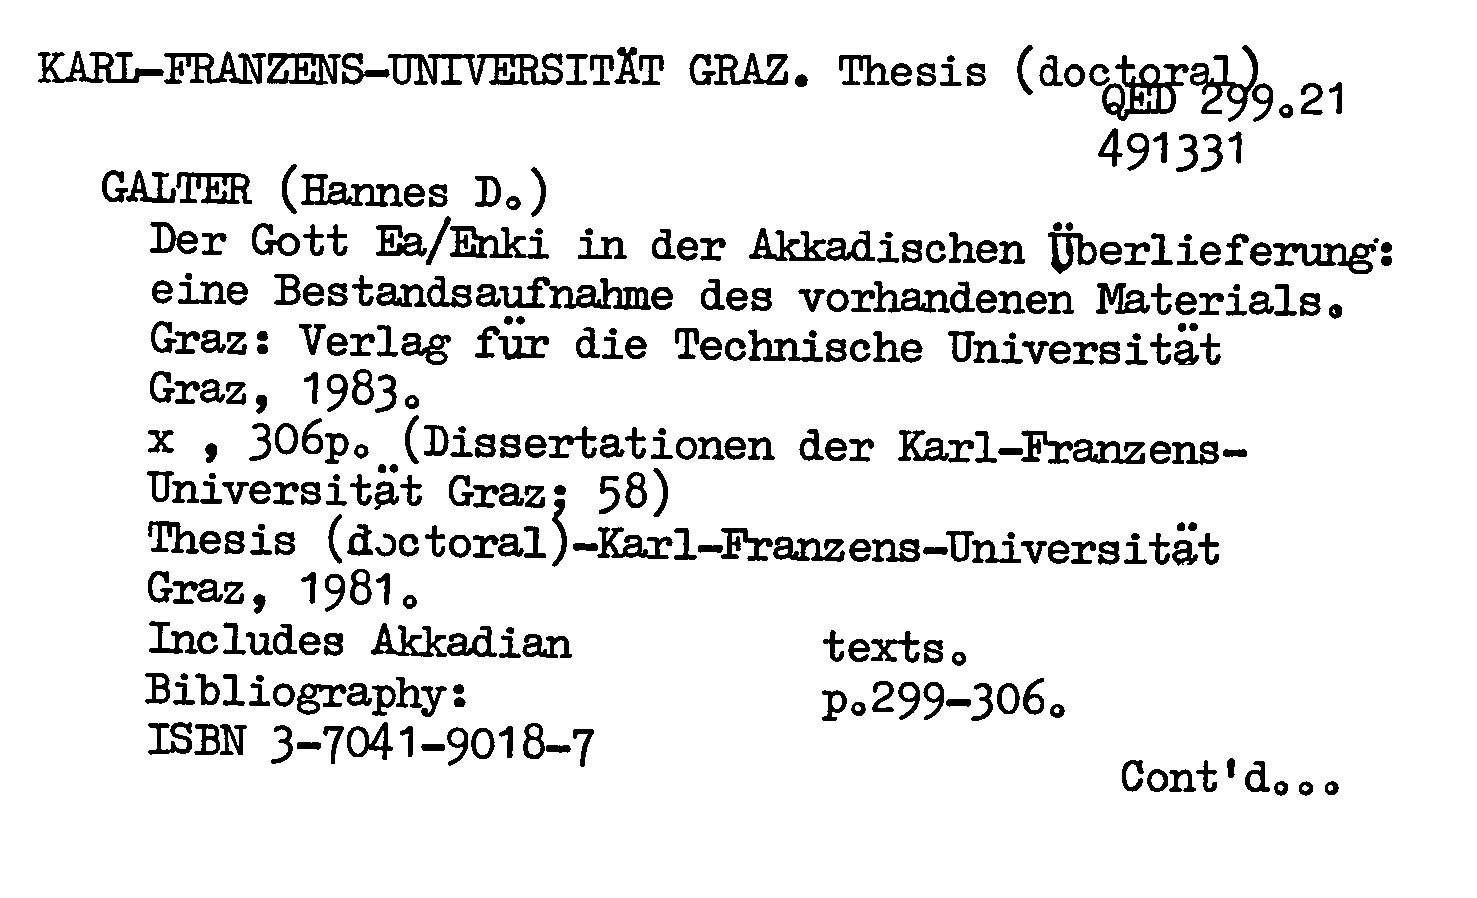 KARL-FRANZENS-UNIVERSITÄT GRAZ. Thesis (doctoral)
QED 299.21
491331
GALTER (Hannes D.)
Der Gott Ea/Enki in der Akkadischen Überlieferung:
eine Bestandsaufnahme des vorhandenen Materials.
Graz: Verlag für die Technische Universität
Graz, 1983.
x , 306p. (Dissertationen der Karl-Franzens-
Universität Graz; 58)
Thesis (doctoral)-Karl-Franzens-Universität
Graz, 1981.
Includes Akkadian texts.
Bibliography: p.299-306.
ISBN 3-7041-9018-7
Cont'd...